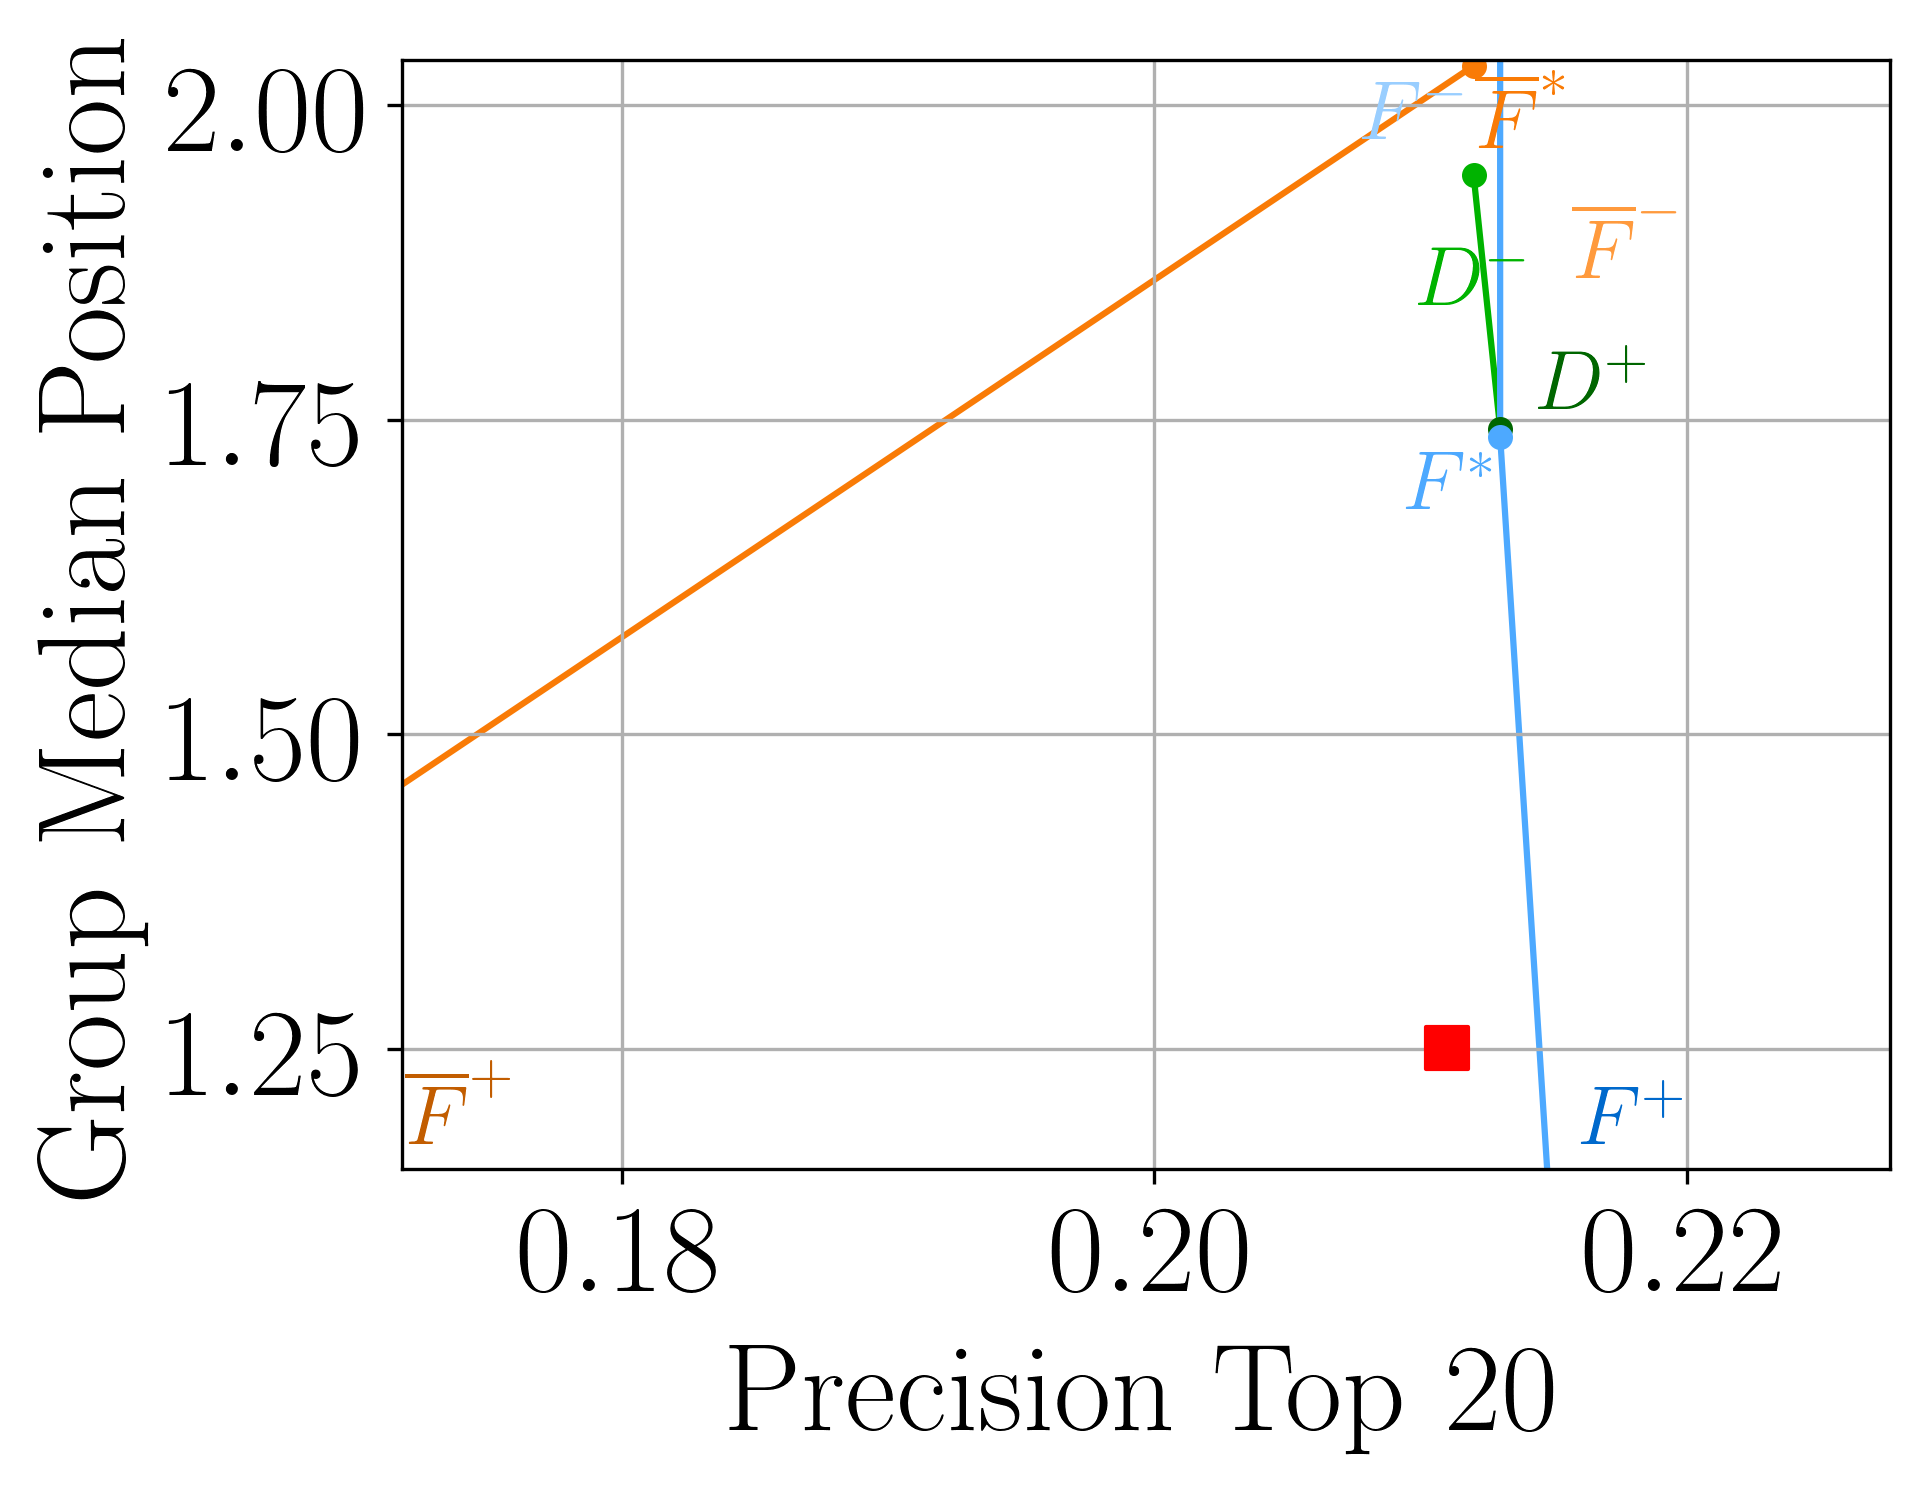 Group Median Position
2.00
1.75
1.50
1.25
F⁻
F̅*
F̅⁻
D⁻
D⁺
F*
F̅⁺
F⁺
0.18 0.20 0.22
Precision Top 20